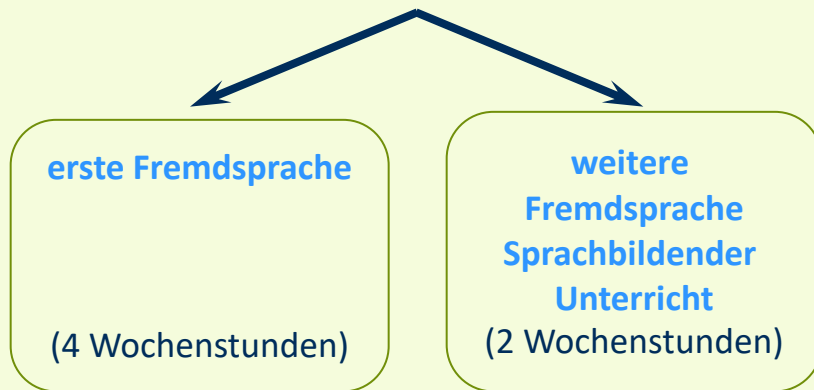 erste Fremdsprache
(4 Wochenstunden)
weitere
Fremdsprache
Sprachbildender
Unterricht
(2 Wochenstunden)